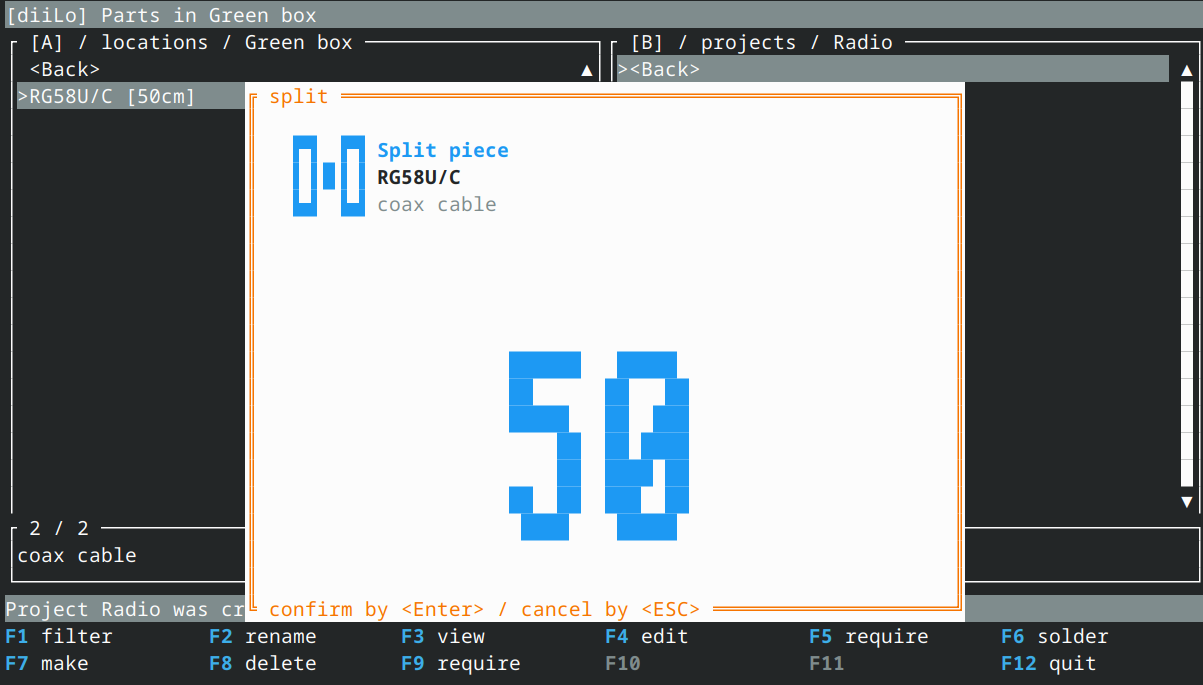 [diiLo] Parts in Green box
[A] / locations / Green box
[B] / projects / Radio
<Back>
><Back>
>RG58U/C [50cm]
split
Split piece
RG58U/C
coax cable
50
2 / 2
coax cable
confirm by <Enter> / cancel by <ESC>
Project Radio was cr
F1 filter F2 rename F3 view F4 edit F5 require F6 solder
F7 make F8 delete F9 require F10 F11 F12 quit